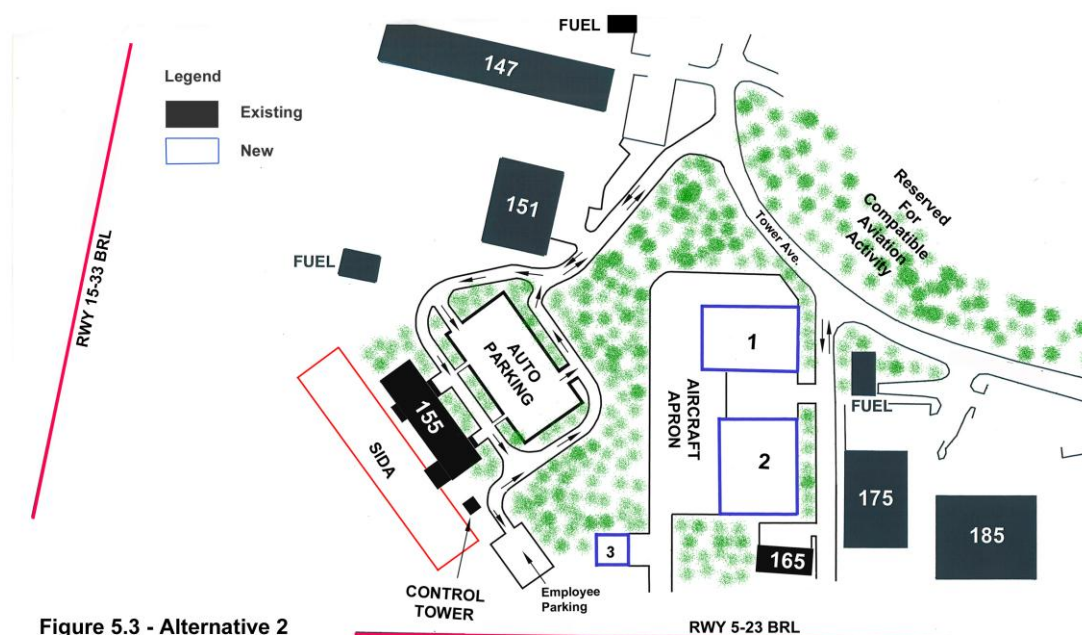 FUEL
147
Legend
Existing
New
151
FUEL
RWY 15-33 BRL
Reserved
For
Compatible
Aviation
Activity
Tower Ave.
AUTO
PARKING
1
AIRCRAFT
APRON
2
FUEL
155
SIDA
175
185
3
165
CONTROL
TOWER
Employee
Parking
Figure 5.3 - Alternative 2
RWY 5-23 BRL